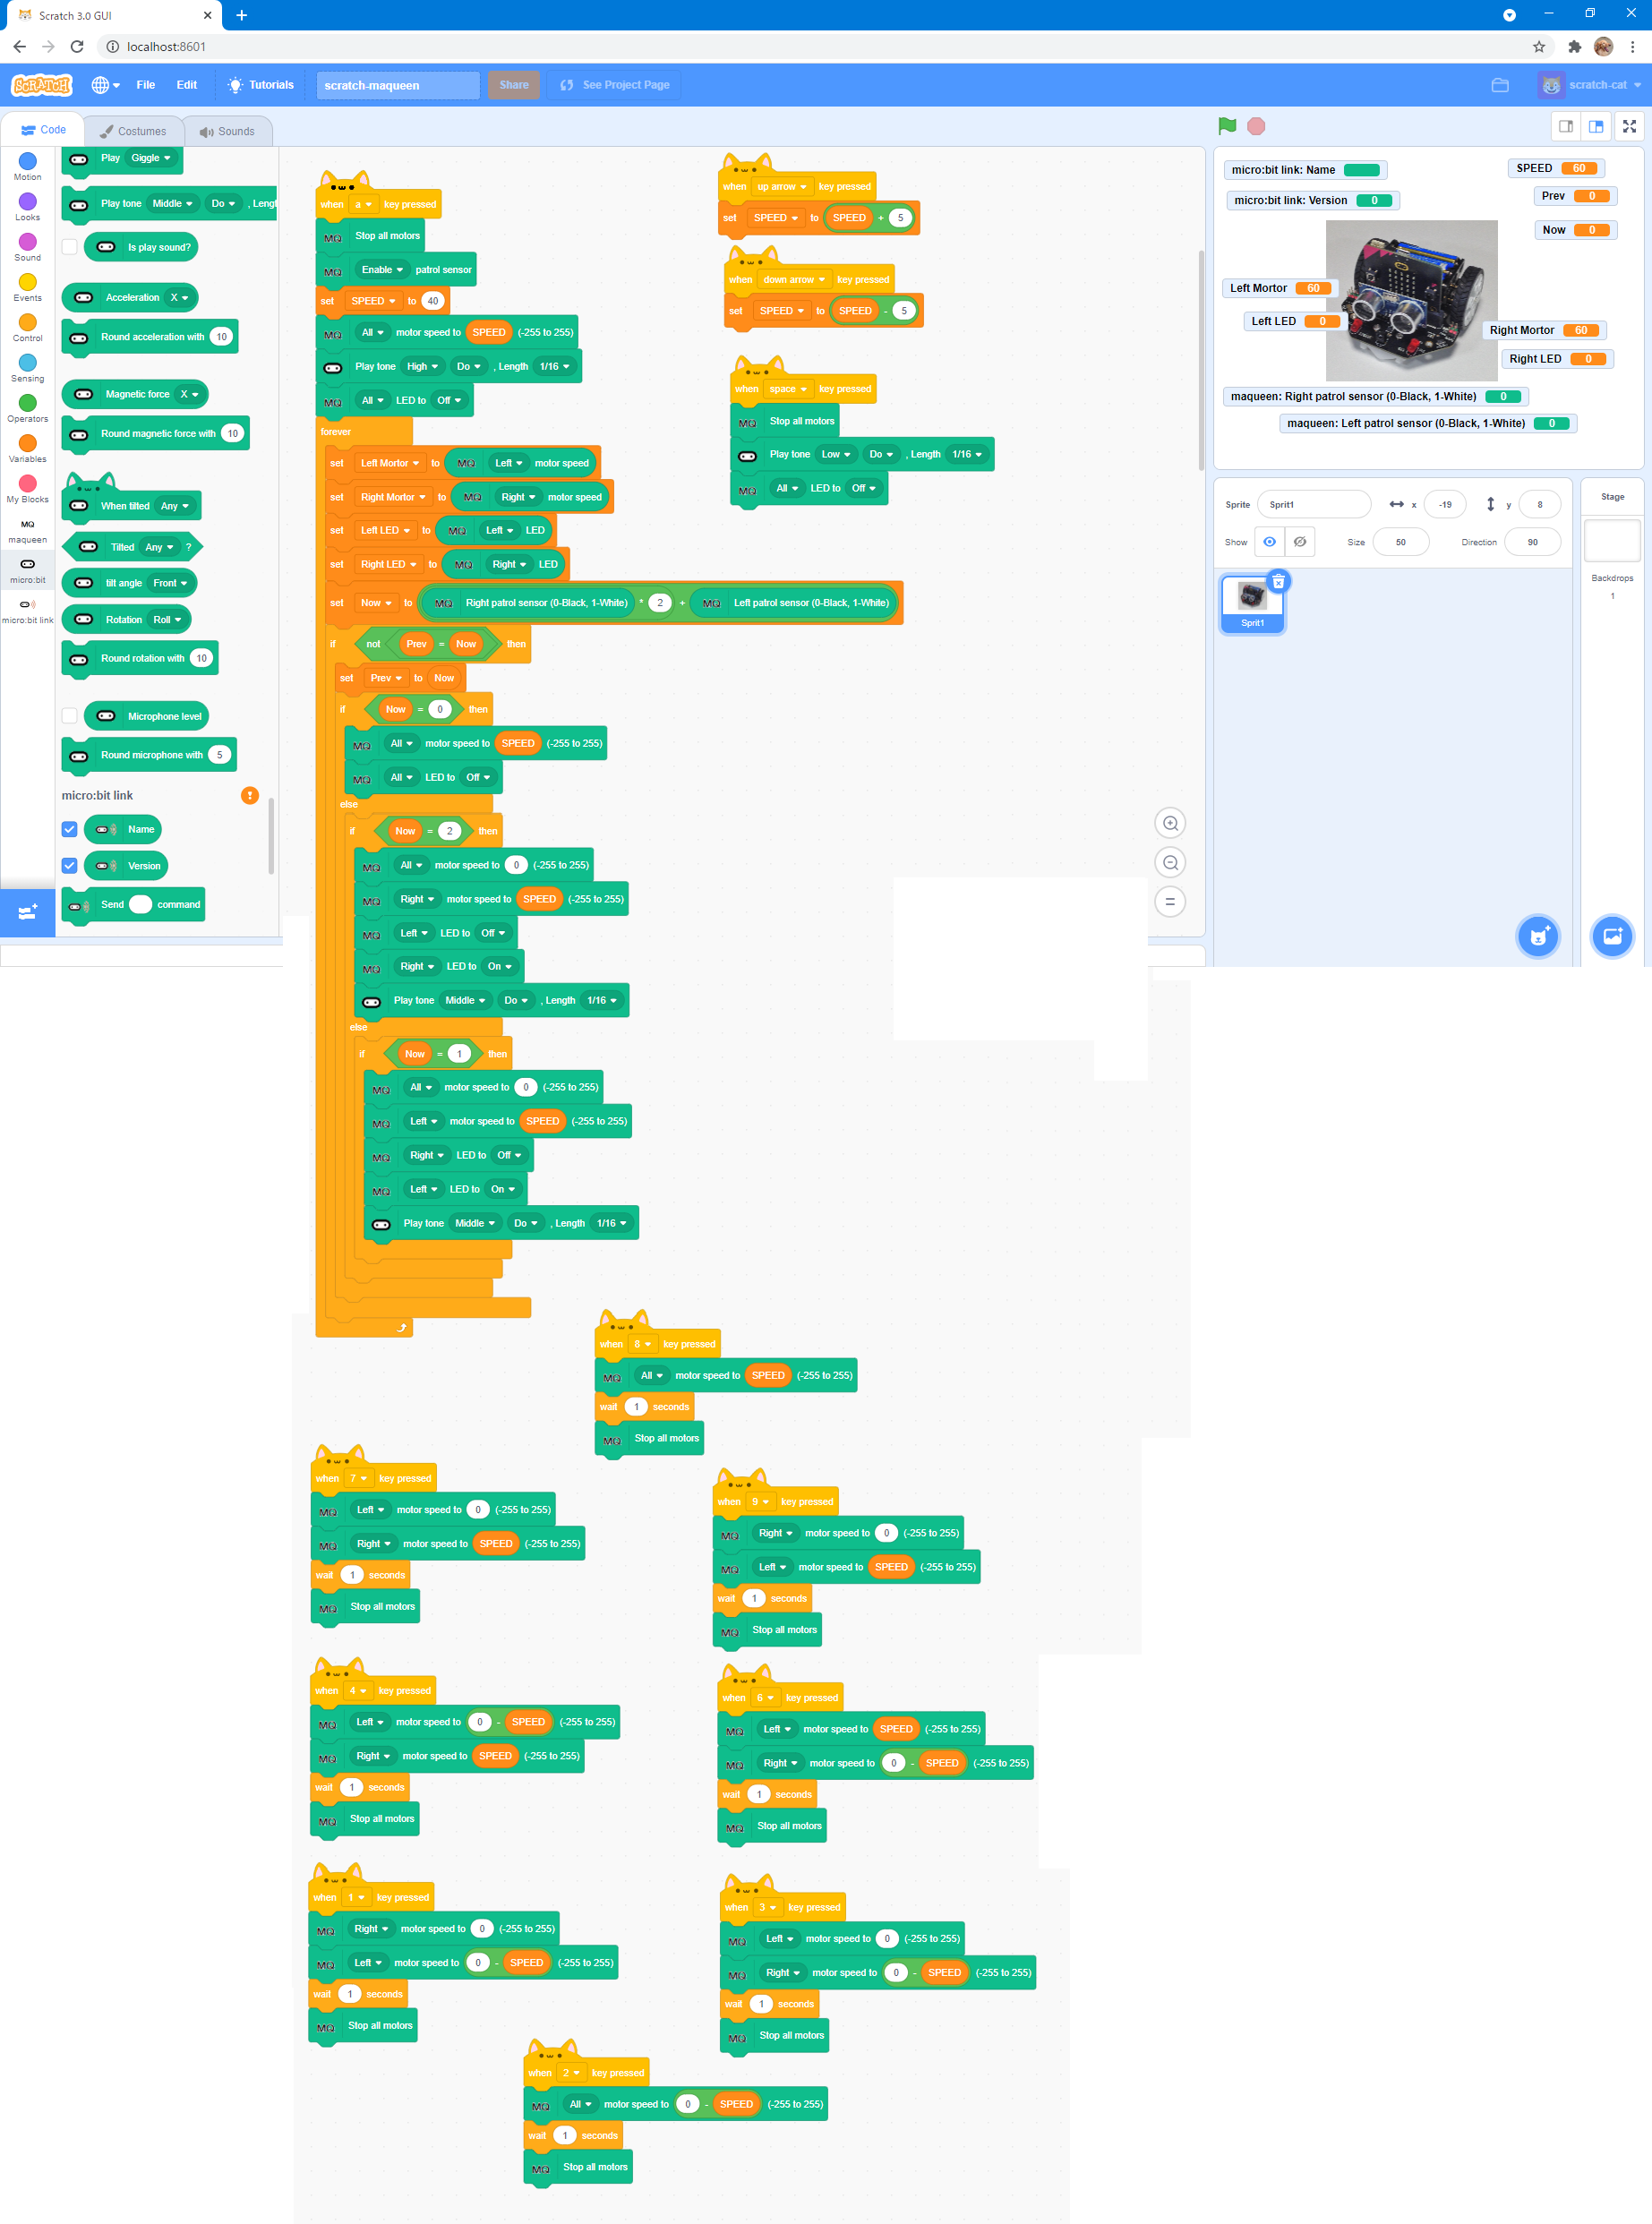 Scratch 3.0 GUI
localhost:8601
SCRATCH File Edit Tutorials scratch-maqueen Share See Project Page scratch-cat
Code Costumes Sounds
Motion
Looks
Sound
Events
Control
Sensing
Operators
Variables
My Blocks
MQ
maqueen
micro:bit
micro:bit link
Play Giggle
Play tone Middle Do , Lengt
Is play sound?
Acceleration X
Round acceleration with 10
Magnetic force X
Round magnetic force with 10
When tilted Any
Tilted Any ?
tilt angle Front
Rotation Roll
Round rotation with 10
Microphone level
Round microphone with 5
micro:bit link
Name
Version
Send command
when a key pressed
MQ Stop all motors
MQ Enable patrol sensor
set SPEED to 40
MQ All motor speed to SPEED (-255 to 255)
Play tone High Do , Length 1/16
MQ All LED to Off
forever
set Left Mortor to MQ Left motor speed
set Right Mortor to MQ Right motor speed
set Left LED to MQ Left LED
set Right LED to MQ Right LED
set Now to MQ Right patrol sensor (0-Black, 1-White) * 2 + MQ Left patrol sensor (0-Black, 1-White)
if not Prev = Now then
set Prev to Now
if Now = 0 then
MQ All motor speed to SPEED (-255 to 255)
MQ All LED to Off
else
if Now = 2 then
MQ All motor speed to 0 (-255 to 255)
MQ Right motor speed to SPEED (-255 to 255)
MQ Left LED to Off
MQ Right LED to On
Play tone Middle Do , Length 1/16
else
if Now = 1 then
MQ All motor speed to 0 (-255 to 255)
MQ Left motor speed to SPEED (-255 to 255)
MQ Right LED to Off
MQ Left LED to On
Play tone Middle Do , Length 1/16
when up arrow key pressed
set SPEED to SPEED + 5
when down arrow key pressed
set SPEED to SPEED - 5
when space key pressed
MQ Stop all motors
Play tone Low Do , Length 1/16
MQ All LED to Off
when 8 key pressed
MQ All motor speed to SPEED (-255 to 255)
wait 1 seconds
MQ Stop all motors
when 7 key pressed
MQ Left motor speed to 0 (-255 to 255)
MQ Right motor speed to SPEED (-255 to 255)
wait 1 seconds
MQ Stop all motors
when 9 key pressed
MQ Right motor speed to 0 (-255 to 255)
MQ Left motor speed to SPEED (-255 to 255)
wait 1 seconds
MQ Stop all motors
when 4 key pressed
MQ Left motor speed to 0 - SPEED (-255 to 255)
MQ Right motor speed to SPEED (-255 to 255)
wait 1 seconds
MQ Stop all motors
when 6 key pressed
MQ Left motor speed to SPEED (-255 to 255)
MQ Right motor speed to 0 - SPEED (-255 to 255)
wait 1 seconds
MQ Stop all motors
when 1 key pressed
MQ Right motor speed to 0 (-255 to 255)
MQ Left motor speed to 0 - SPEED (-255 to 255)
wait 1 seconds
MQ Stop all motors
when 3 key pressed
MQ Left motor speed to 0 (-255 to 255)
MQ Right motor speed to 0 - SPEED (-255 to 255)
wait 1 seconds
MQ Stop all motors
when 2 key pressed
MQ All motor speed to 0 - SPEED (-255 to 255)
wait 1 seconds
MQ Stop all motors
micro:bit link: Name
micro:bit link: Version 0
SPEED 60
Prev 0
Now 0
Left Mortor 60
Left LED 0
Right Mortor 60
Right LED 0
maqueen: Right patrol sensor (0-Black, 1-White) 0
maqueen: Left patrol sensor (0-Black, 1-White) 0
Sprite Sprit1 x -19 y 8
Show Size 50 Direction 90
Sprit1
Stage
Backdrops
1